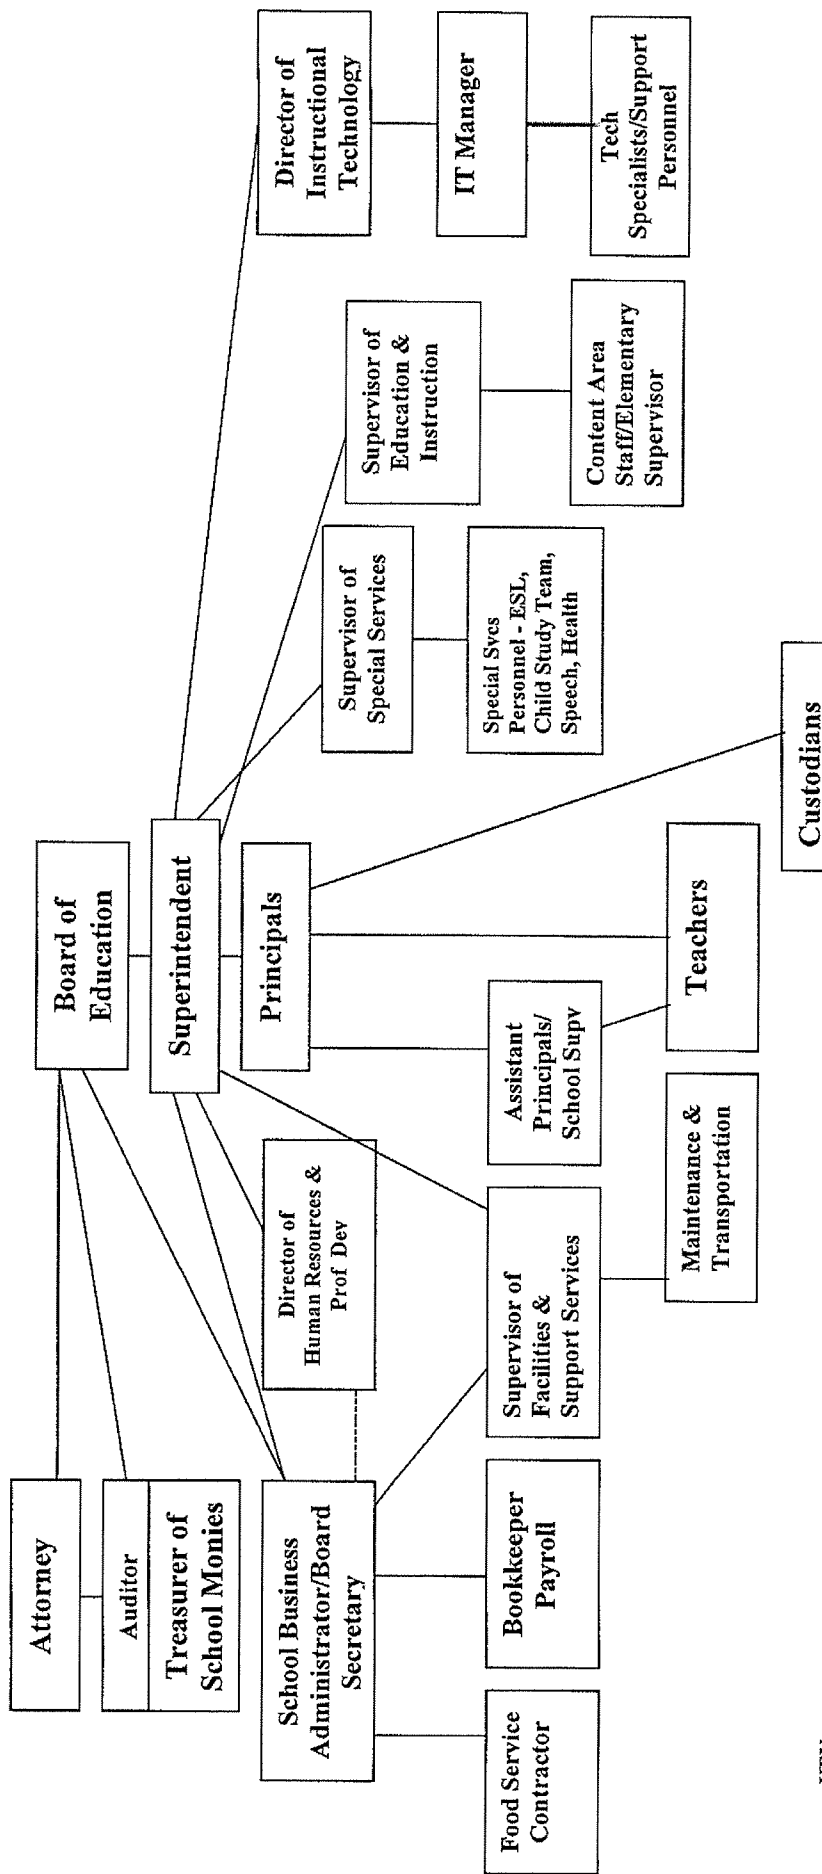 Board of
Education
Attorney
Auditor
Treasurer of
School Monies
Superintendent
School Business
Administrator/Board
Secretary
Director of
Human Resources &
Prof Dev
Principals
Supervisor of
Special Services
Supervisor of
Education &
Instruction
Director of
Instructional
Technology
Food Service
Contractor
Bookkeeper
Payroll
Supervisor of
Facilities &
Support Services
Assistant
Principals/
School Supv
Special Svcs
Personnel - ESL,
Child Study Team,
Speech, Health
Content Area
Staff/Elementary
Supervisor
IT Manager
Tech
Specialists/Support
Personnel
Maintenance &
Transportation
Teachers
Custodians